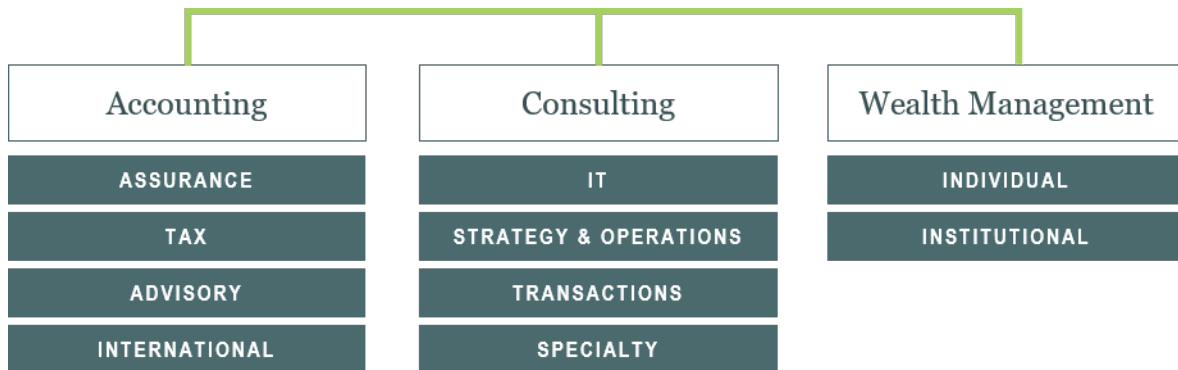 Accounting
ASSURANCE
TAX
ADVISORY
INTERNATIONAL
Consulting
IT
STRATEGY & OPERATIONS
TRANSACTIONS
SPECIALTY
Wealth Management
INDIVIDUAL
INSTITUTIONAL